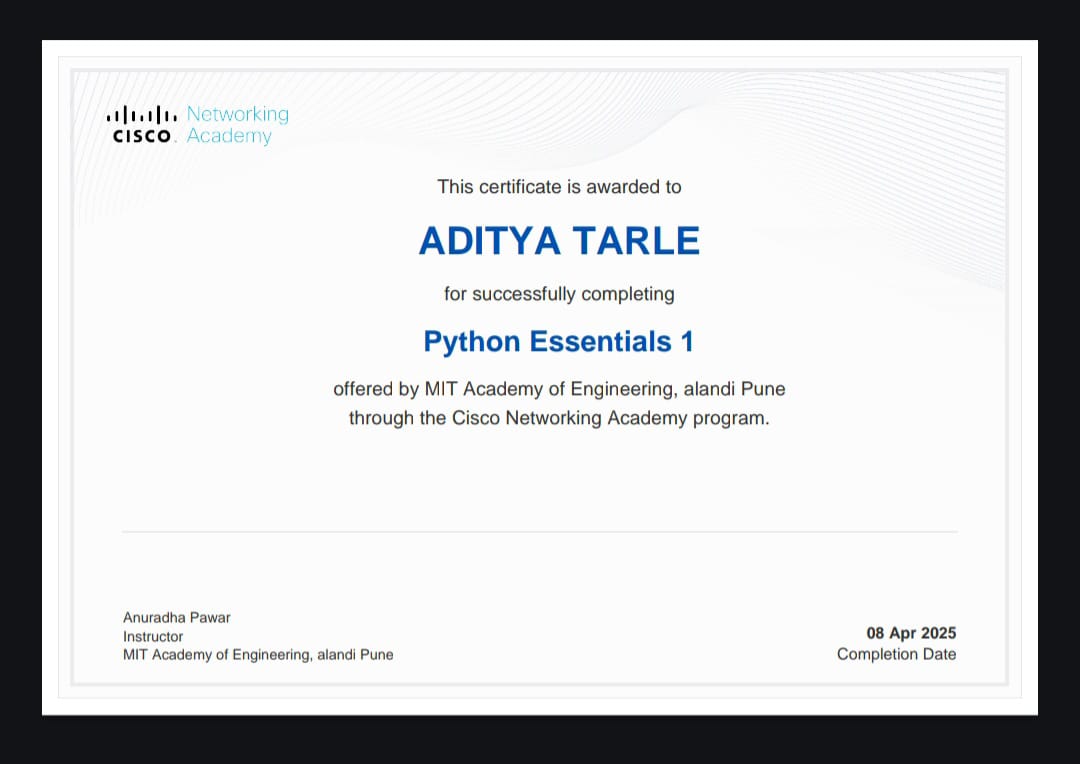 Networking
CISCO. Academy
This certificate is awarded to
ADITYA TARLE
for successfully completing
Python Essentials 1
offered by MIT Academy of Engineering, alandi Pune
through the Cisco Networking Academy program.
Anuradha Pawar
Instructor
MIT Academy of Engineering, alandi Pune
08 Apr 2025
Completion Date